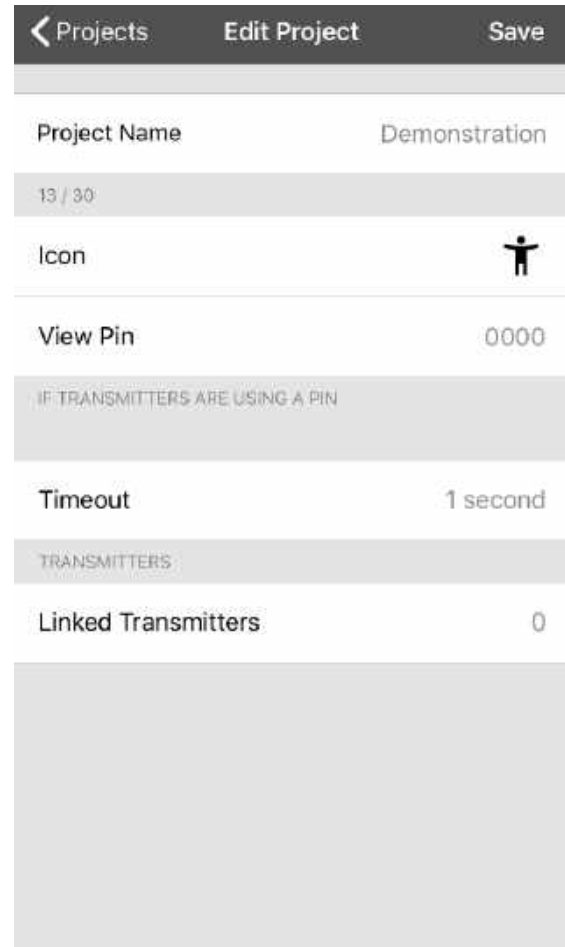 Projects Edit Project Save
Project Name Demonstration
13 / 30
Icon
View Pin 0000
IF TRANSMITTERS ARE USING A PIN
Timeout 1 second
TRANSMITTERS
Linked Transmitters 0